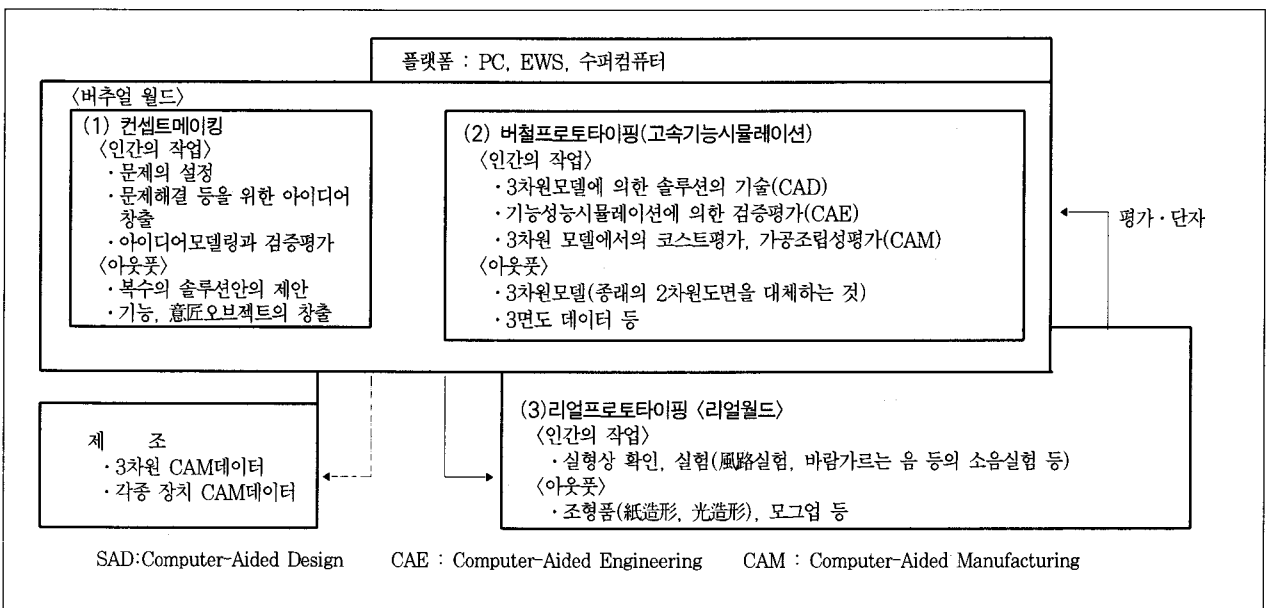 플랫폼 : PC, EWS, 수퍼컴퓨터
〈버추얼 월드〉
(1) 컨셉트메이킹
〈인간의 작업〉
· 문제의 설정
· 문제해결 등을 위한 아이디어
창출
· 아이디어모델링과 검증평가
〈아웃풋〉
· 복수의 솔루션안의 제안
· 기능, 意匠오브젝트의 창출
(2) 버철프로토타이핑(고속기능시뮬레이션)
〈인간의 작업〉
· 3차원모델에 의한 솔루션의 기술(CAD)
· 기능성능시뮬레이션에 의한 검증평가(CAE)
· 3차원 모델에서의 코스트평가, 가공조립성평가(CAM)
〈아웃풋〉
· 3차원모델(종래의 2차원도면을 대체하는 것)
· 3면도 데이터 등
평가 · 단자
제 조
· 3차원 CAM데이터
· 각종 장치 CAM데이터
(3)리얼프로토타이핑 〈리얼월드〉
〈인간의 작업〉
· 실형상 확인, 실험(風路실험, 바람가르는 음 등의 소음실험 등)
〈아웃풋〉
· 조형품(紙造形, 光造形), 모그업 등
SAD:Computer-Aided Design CAE : Computer-Aided Engineering CAM : Computer-Aided Manufacturing